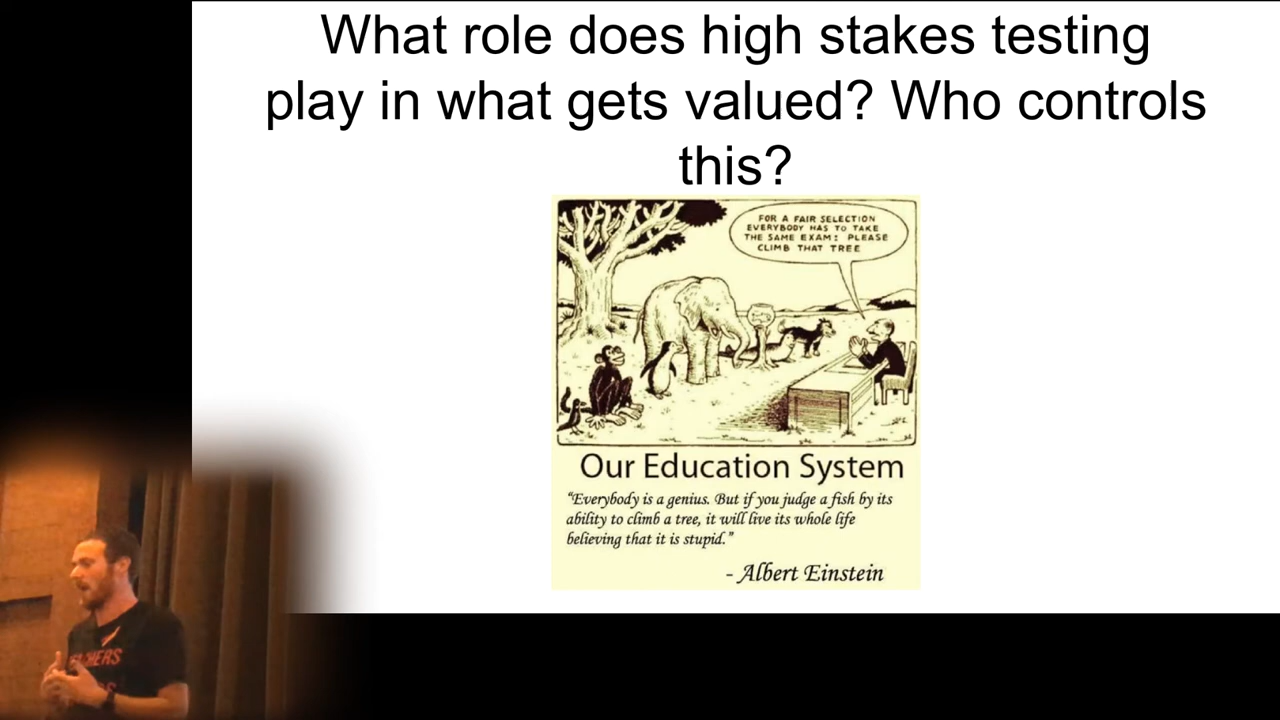 What role does high stakes testing
play in what gets valued? Who controls
this?
FOR A FAIR SELECTION
EVERYBODY HAS TO TAKE
THE SAME EXAM: PLEASE
CLIMB THAT TREE
Our Education System
“Everybody is a genius. But if you judge a fish by its
ability to climb a tree, it will live its whole life
believing that it is stupid.”
- Albert Einstein